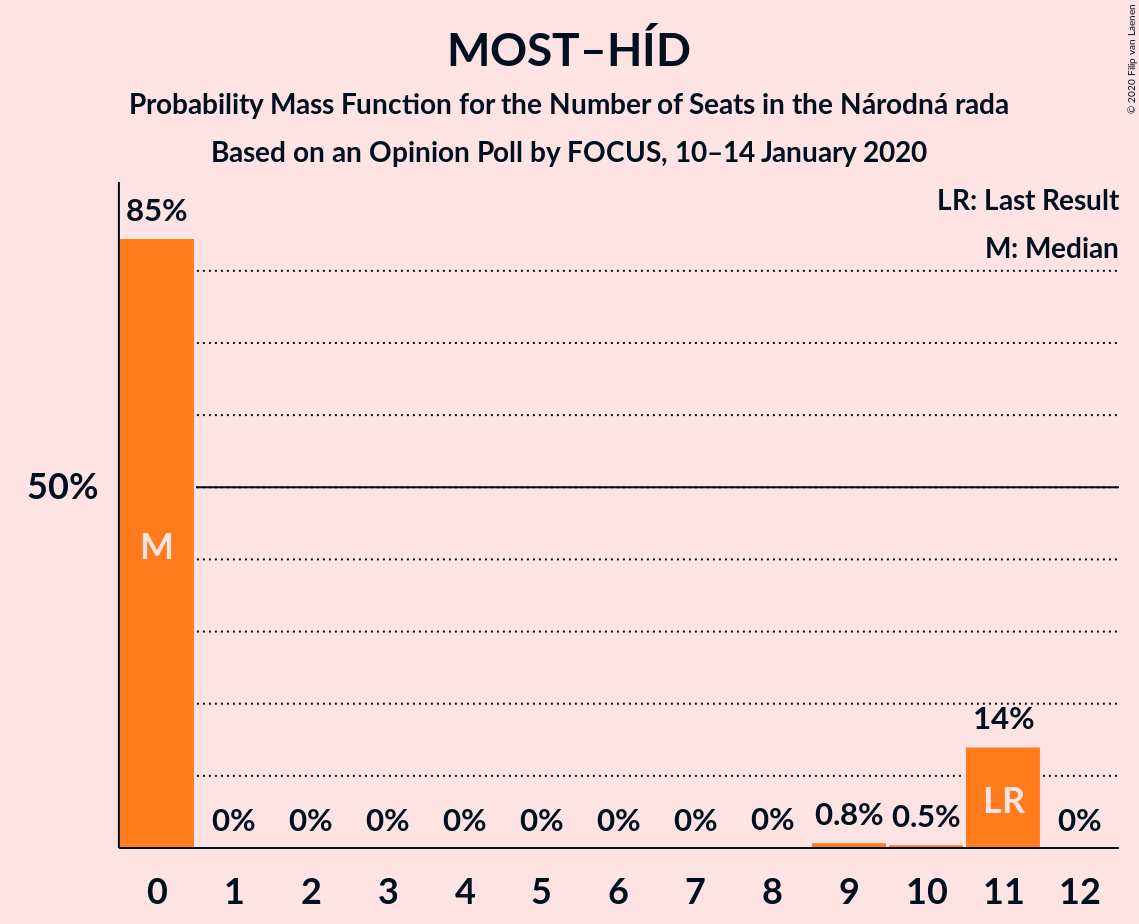 MOST–HÍD
Probability Mass Function for the Number of Seats in the Národná rada
Based on an Opinion Poll by FOCUS, 10–14 January 2020
© 2020 Filip van Laenen
LR: Last Result
M: Median
85%
50%
M
14%
LR
0% 0% 0% 0% 0% 0% 0% 0% 0.8% 0.5% 0%
0 1 2 3 4 5 6 7 8 9 10 11 12